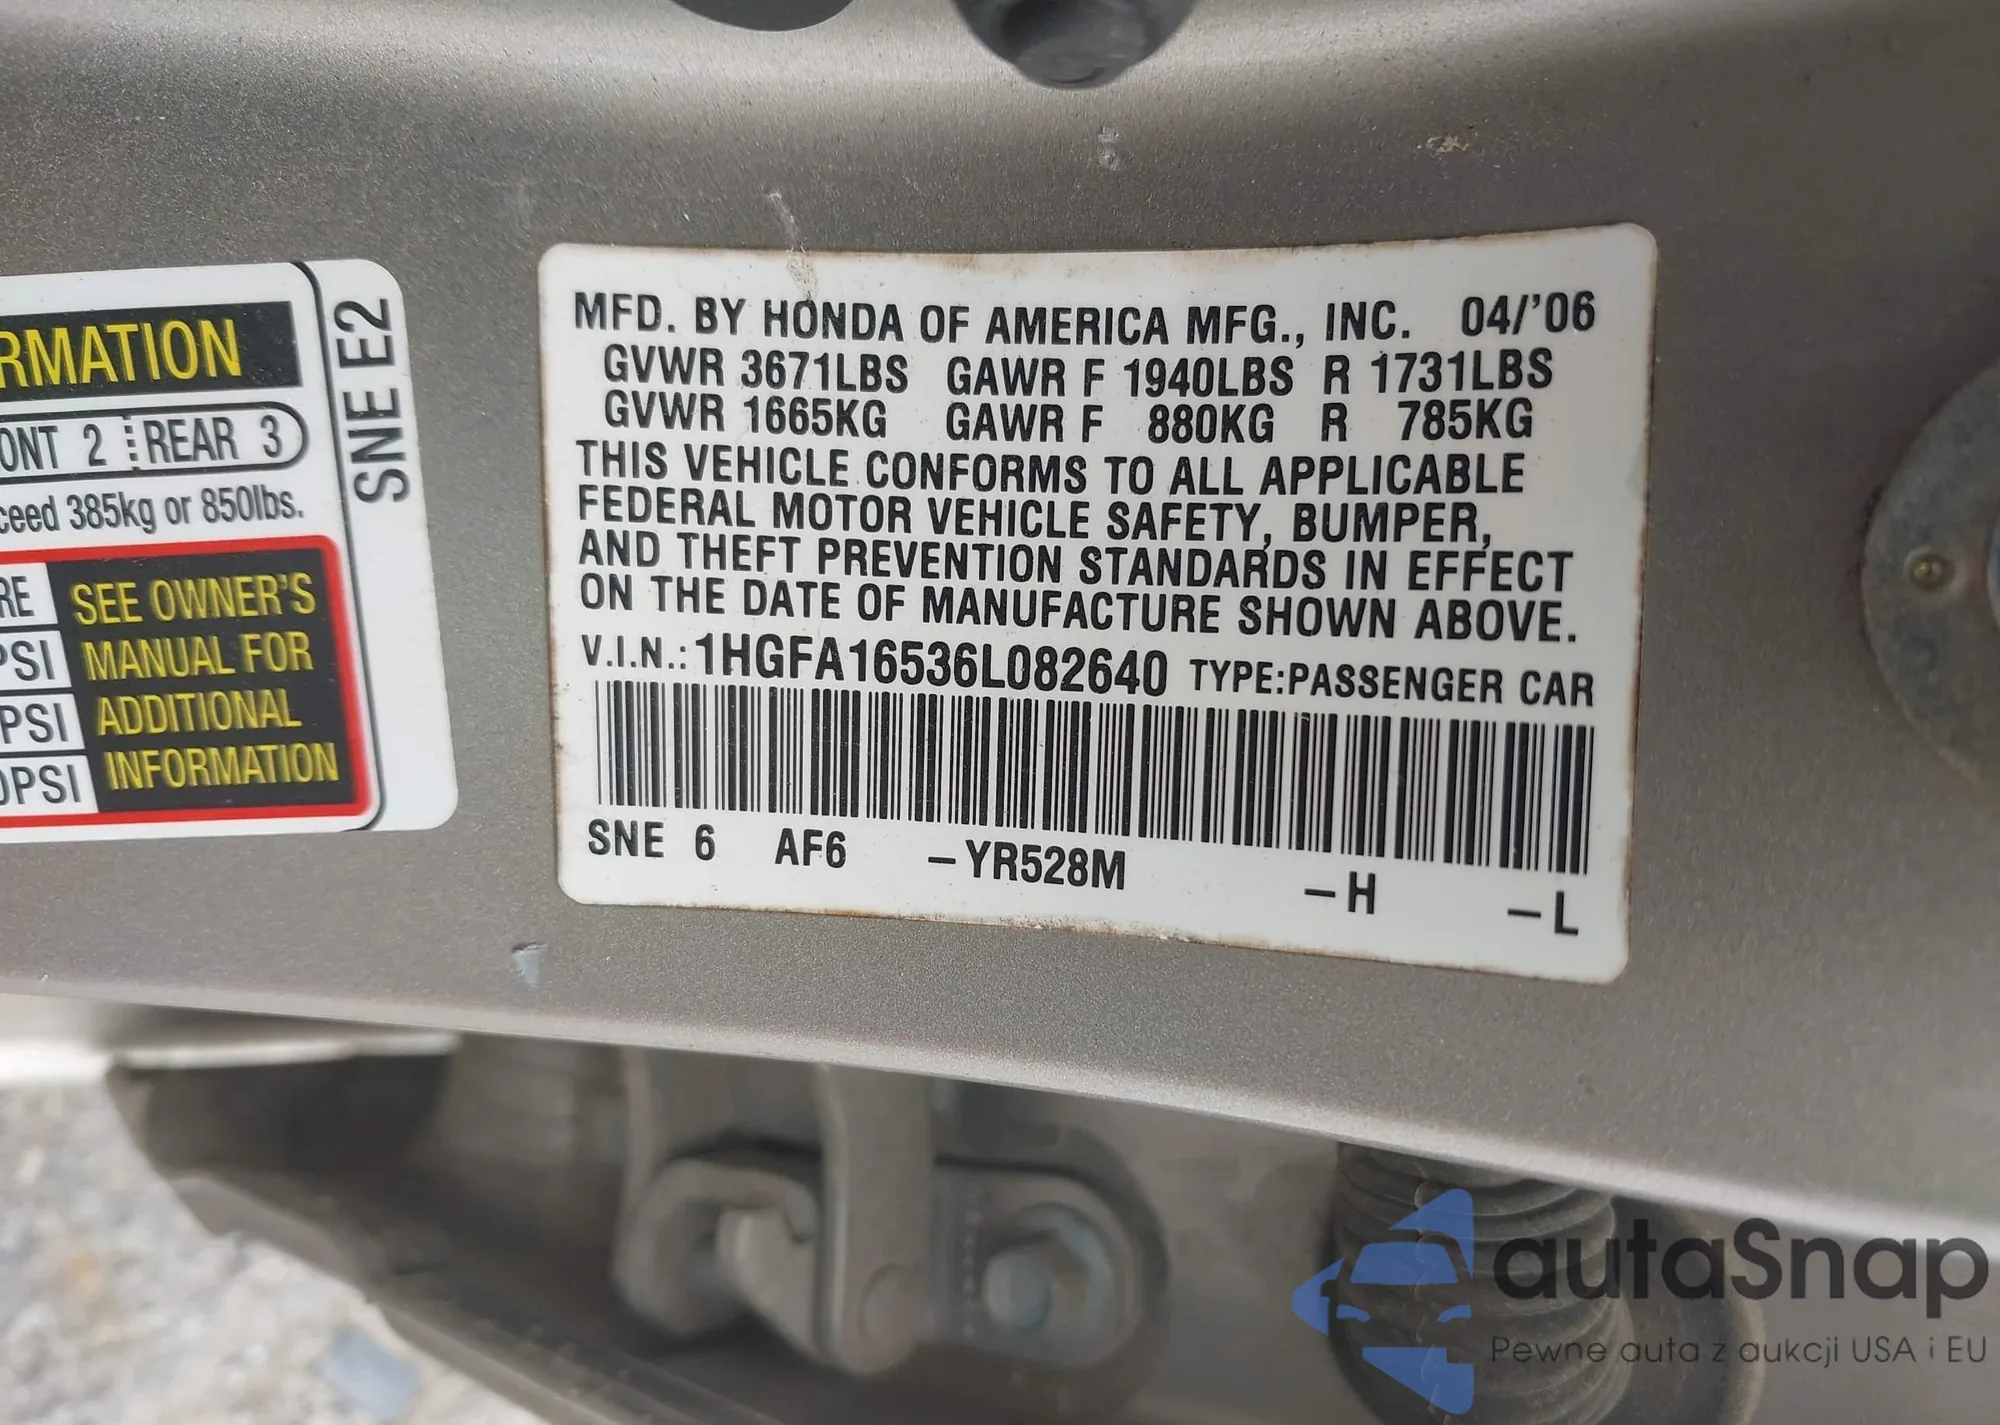 RMATION
ONT 2 REAR 3
ceed 385kg or 850lbs.
RE
PSI
PSI
0PSI
SEE OWNER'S
MANUAL FOR
ADDITIONAL
INFORMATION
SNE E2
MFD. BY HONDA OF AMERICA MFG., INC. 04/'06
GVWR 3671LBS GAWR F 1940LBS R 1731LBS
GVWR 1665KG GAWR F 880KG R 785KG
THIS VEHICLE CONFORMS TO ALL APPLICABLE
FEDERAL MOTOR VEHICLE SAFETY, BUMPER,
AND THEFT PREVENTION STANDARDS IN EFFECT
ON THE DATE OF MANUFACTURE SHOWN ABOVE.
V.I.N.: 1HGFA16536L082640 TYPE:PASSENGER CAR
SNE 6 AF6 –YR528M –H –L
autaSnap
Pewne auta z aukcji USA i EU